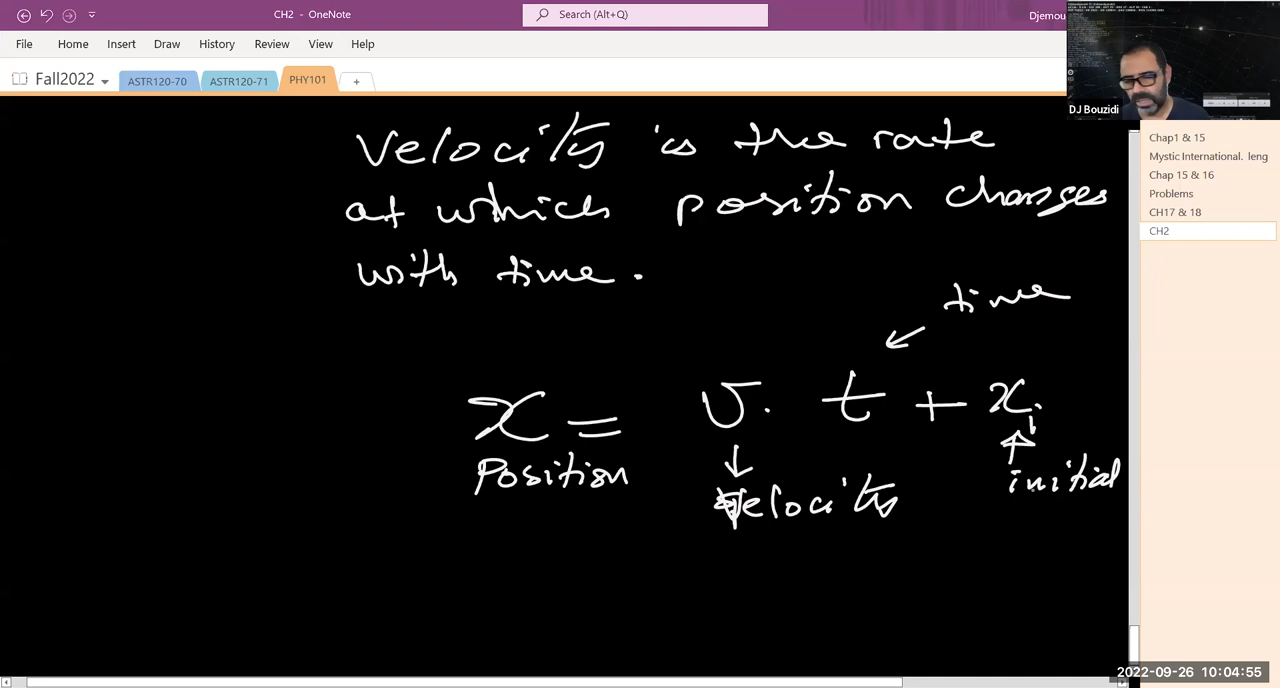 CH2 - OneNote
Search (Alt+Q)
Djemou
File Home Insert Draw History Review View Help
Fall2022 ASTR120-70 ASTR120-71 PHY101 +
DJ Bouzidi
Chap1 & 15
Mystic International. leng
Chap 15 & 16
Problems
CH17 & 18
CH2
Velocity is the rate
at which position changes
with time.
time
x = v. t + xi
Position
velocity
initial
2022-09-26 10:04:55